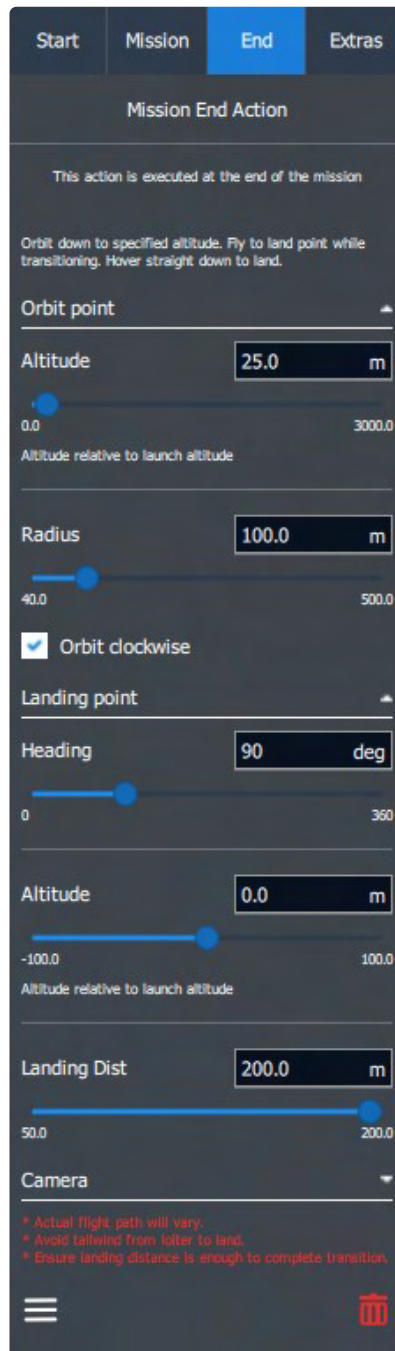 Start Mission End Extras
Mission End Action
This action is executed at the end of the mission
Orbit down to specified altitude. Fly to land point while
transitioning. Hover straight down to land.
Orbit point
Altitude 25.0 m
0.0 3000.0
Altitude relative to launch altitude
Radius 100.0 m
40.0 500.0
Orbit clockwise
Landing point
Heading 90 deg
0 360
Altitude 0.0 m
-100.0 100.0
Altitude relative to launch altitude
Landing Dist 200.0 m
50.0 200.0
Camera
* Actual flight path will vary.
* Avoid tailwind from loiter to land.
* Ensure landing distance is enough to complete transition.